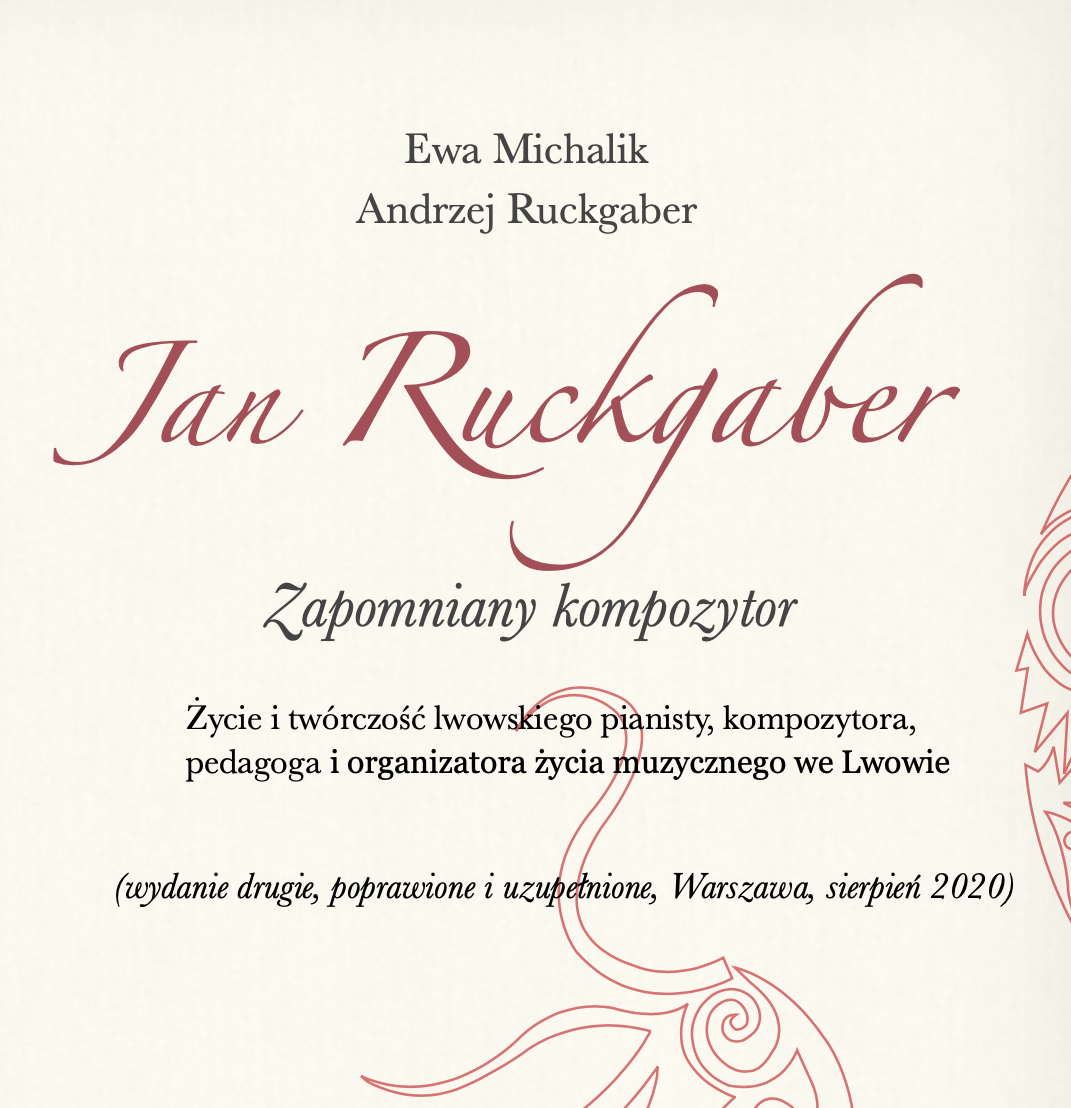 Ewa Michalik
Andrzej Ruckgaber
Jan Ruckgaber
Zapomniany kompozytor
Życie i twórczość lwowskiego pianisty, kompozytora,
pedagoga i organizatora życia muzycznego we Lwowie
(wydanie drugie, poprawione i uzupełnione, Warszawa, sierpień 2020)